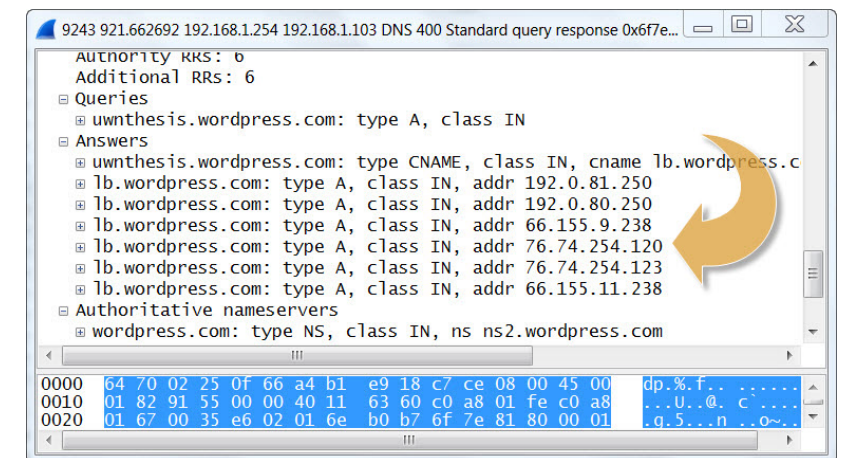 9243 921.662692 192.168.1.254 192.168.1.103 DNS 400 Standard query response 0x6f7e...
Authority RRs: 6
Additional RRs: 6
Queries
uwnthesis.wordpress.com: type A, class IN
Answers
uwnthesis.wordpress.com: type CNAME, class IN, cname lb.wordpress.c
lb.wordpress.com: type A, class IN, addr 192.0.81.250
lb.wordpress.com: type A, class IN, addr 192.0.80.250
lb.wordpress.com: type A, class IN, addr 66.155.9.238
lb.wordpress.com: type A, class IN, addr 76.74.254.120
lb.wordpress.com: type A, class IN, addr 76.74.254.123
lb.wordpress.com: type A, class IN, addr 66.155.11.238
Authoritative nameservers
wordpress.com: type NS, class IN, ns ns2.wordpress.com
0000 64 70 02 25 0f 66 a4 b1 e9 18 c7 ce 08 00 45 00 dp.%.f.. ......E.
0010 01 82 91 55 00 00 40 11 63 60 c0 a8 01 fe c0 a8 ...U..@. c`......
0020 01 67 00 35 e6 02 01 6e b0 b7 6f 7e 81 80 00 01 .g.5...n ..o~....